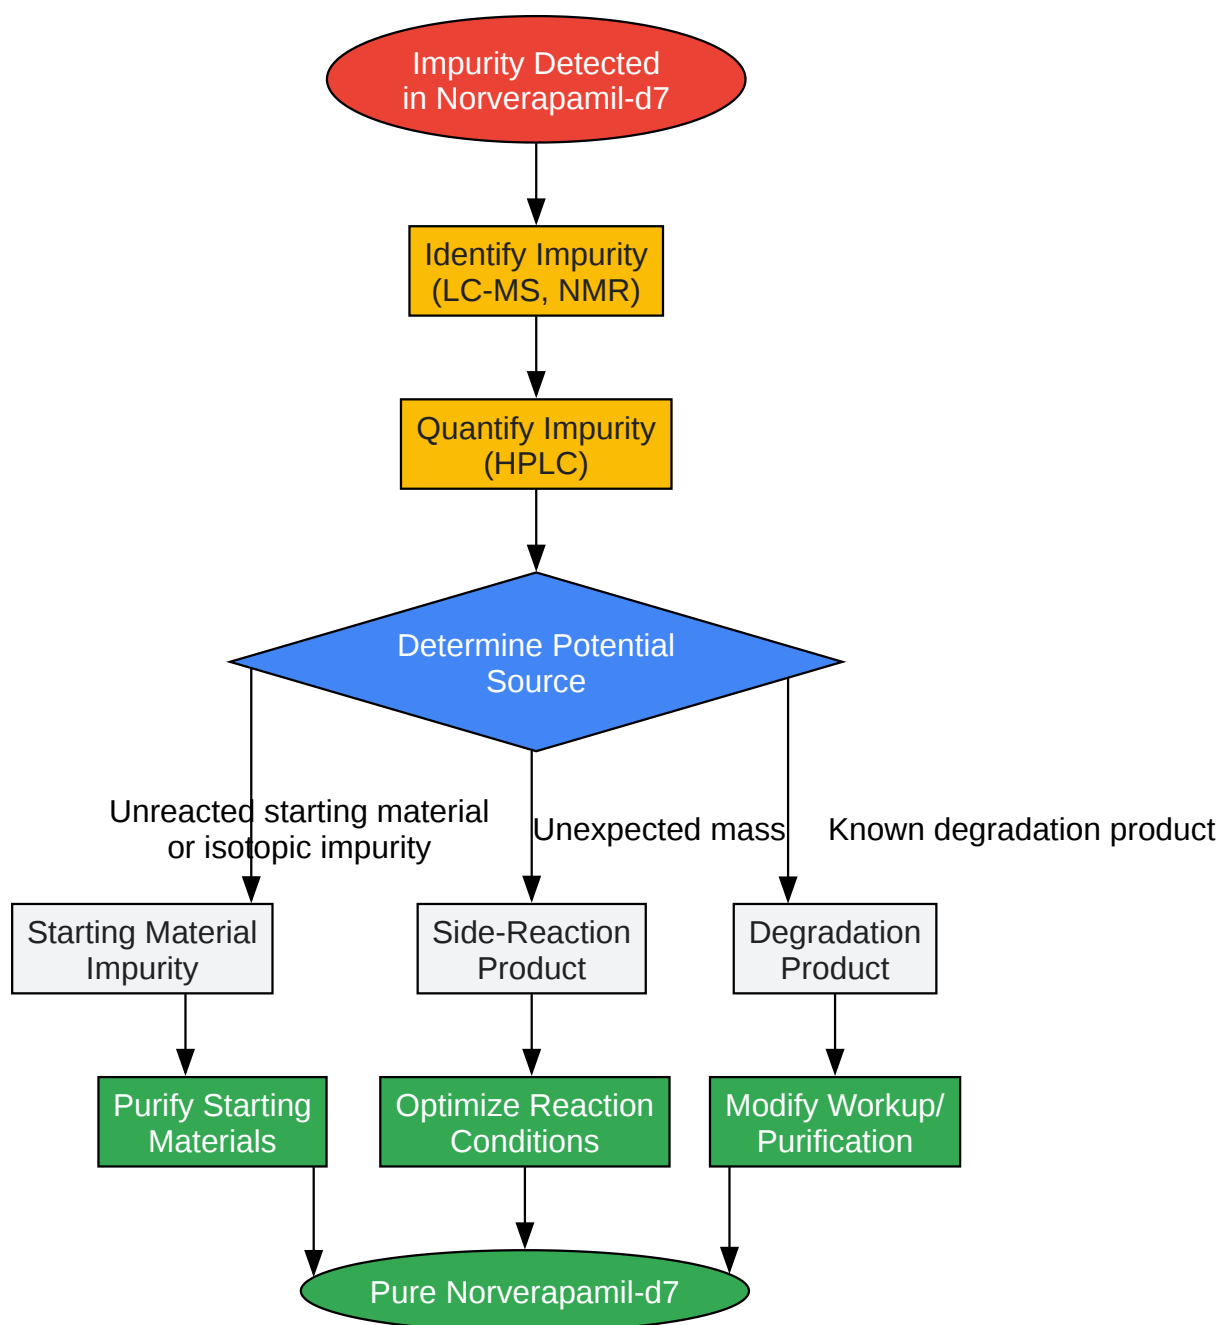 Impurity Detected
in Norverapamil-d7
Identify Impurity
(LC-MS, NMR)
Quantify Impurity
(HPLC)
Determine Potential
Source
Unreacted starting material
or isotopic impurity
Unexpected mass
Known degradation product
Starting Material
Impurity
Side-Reaction
Product
Degradation
Product
Purify Starting
Materials
Optimize Reaction
Conditions
Modify Workup/
Purification
Pure Norverapamil-d7